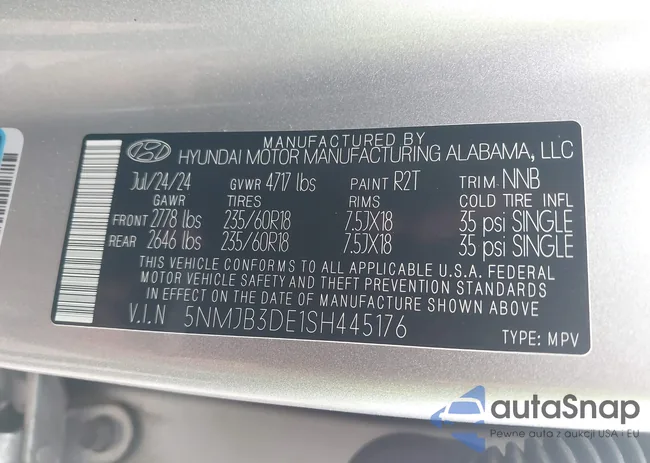 MANUFACTURED BY
HYUNDAI MOTOR MANUFACTURING ALABAMA, LLC
Jul/24/24 GVWR 4717 lbs PAINT R2T TRIM NNB
GAWR TIRES RIMS COLD TIRE INFL
FRONT 2778 lbs 235/60R18 7.5JX18 35 psi SINGLE
REAR 2646 lbs 235/60R18 7.5JX18 35 psi SINGLE
THIS VEHICLE CONFORMS TO ALL APPLICABLE U.S.A. FEDERAL
MOTOR VEHICLE SAFETY AND THEFT PREVENTION STANDARDS
IN EFFECT ON THE DATE OF MANUFACTURE SHOWN ABOVE
V.I.N 5NMJB3DE1SH445176
TYPE: MPV
autaSnap
Pewne auta z aukcji USA i EU